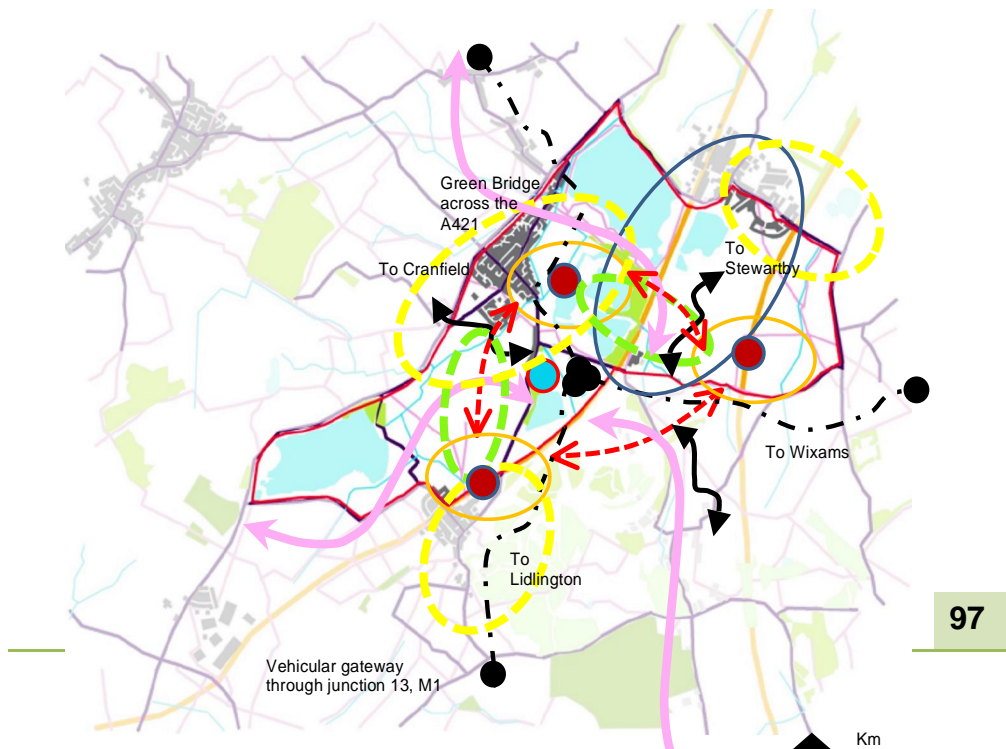 Green Bridge
across the
A421
To Cranfield
To
Stewartby
To Wixams
To
Lidlington
97
Vehicular gateway
through junction 13, M1
Km